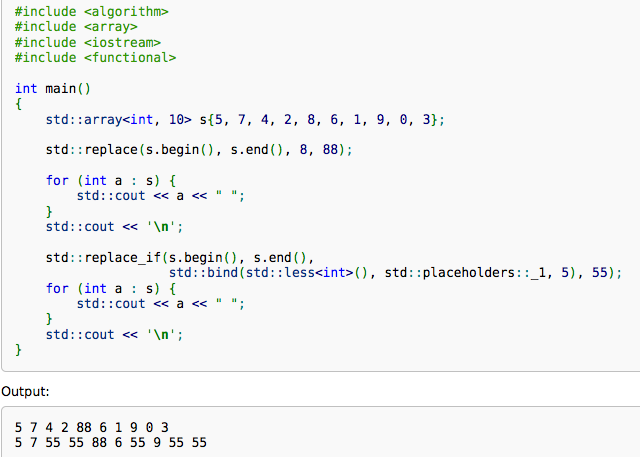 #include <algorithm>
#include <array>
#include <iostream>
#include <functional>

int main()
{
    std::array<int, 10> s{5, 7, 4, 2, 8, 6, 1, 9, 0, 3};

    std::replace(s.begin(), s.end(), 8, 88);

    for (int a : s) {
        std::cout << a << " ";
    }
    std::cout << '\n';

    std::replace_if(s.begin(), s.end(),
                    std::bind(std::less<int>(), std::placeholders::_1, 5), 55);
    for (int a : s) {
        std::cout << a << " ";
    }
    std::cout << '\n';
}
Output:
5 7 4 2 88 6 1 9 0 3
5 7 55 55 88 6 55 9 55 55